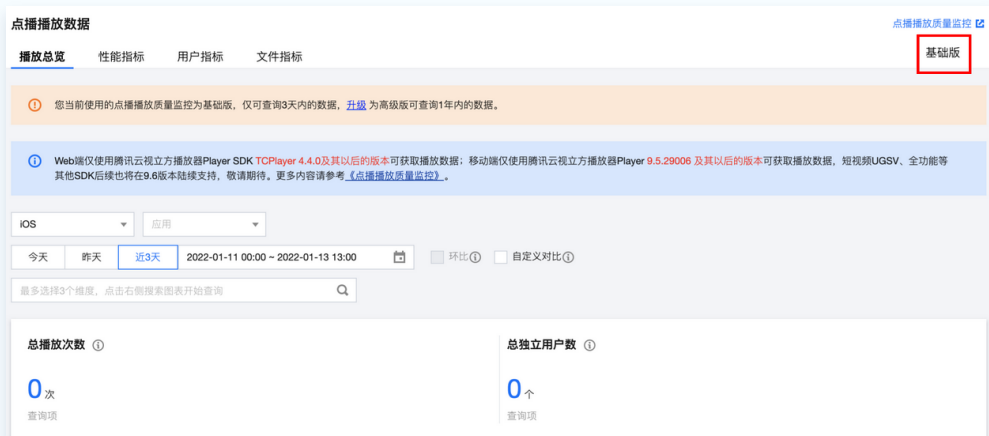 点播播放数据
点播播放质量监控
播放总览 性能指标 用户指标 文件指标
基础版
您当前使用的点播播放质量监控为基础版，仅可查询3天内的数据，升级 为高级版可查询1年内的数据。
Web端仅使用腾讯云视立方播放器Player SDK TCPlayer 4.4.0及其以后的版本可获取播放数据；移动端仅使用腾讯云视立方播放器Player 9.5.29006 及其以后的版本可获取播放数据，短视频UGSV、全功能等
其他SDK后续也将在9.6版本陆续支持，敬请期待。更多内容请参考《点播播放质量监控》。
iOS 应用
今天 昨天 近3天 2022-01-11 00:00 ~ 2022-01-13 13:00 环比 自定义对比
最多选择3个维度，点击右侧搜索图表开始查询
总播放次数 总独立用户数
0次 0个
查询项 查询项